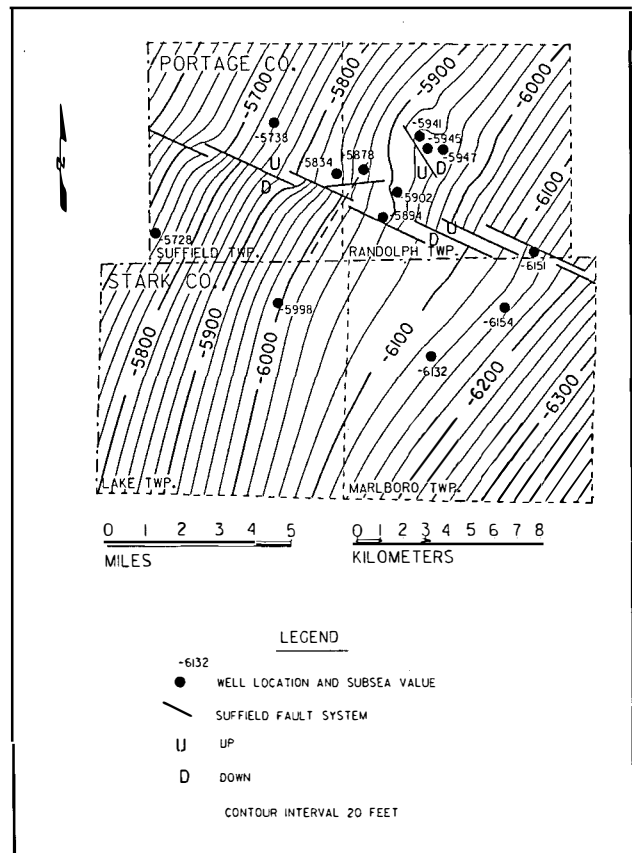 PORTAGE CO.
-5700
-5800
-5900
-6000
-5738
-5941
-5945
-5947
-5834
-5878
U
D
U
D
-5902
-5894
-6100
U
D
-5728
SUFFIELD TWP.
RANDOLPH TWP.
-6151
STARK CO.
-5998
-6154
-5800
-5900
-6000
-6100
-6132
-6200
-6300
LAKE TWP.
MARLBORO TWP.
0 1 2 3 4 5
MILES
0 1 2 3 4 5 6 7 8
KILOMETERS
N
LEGEND
-6132
WELL LOCATION AND SUBSEA VALUE
SUFFIELD FAULT SYSTEM
U UP
D DOWN
CONTOUR INTERVAL 20 FEET